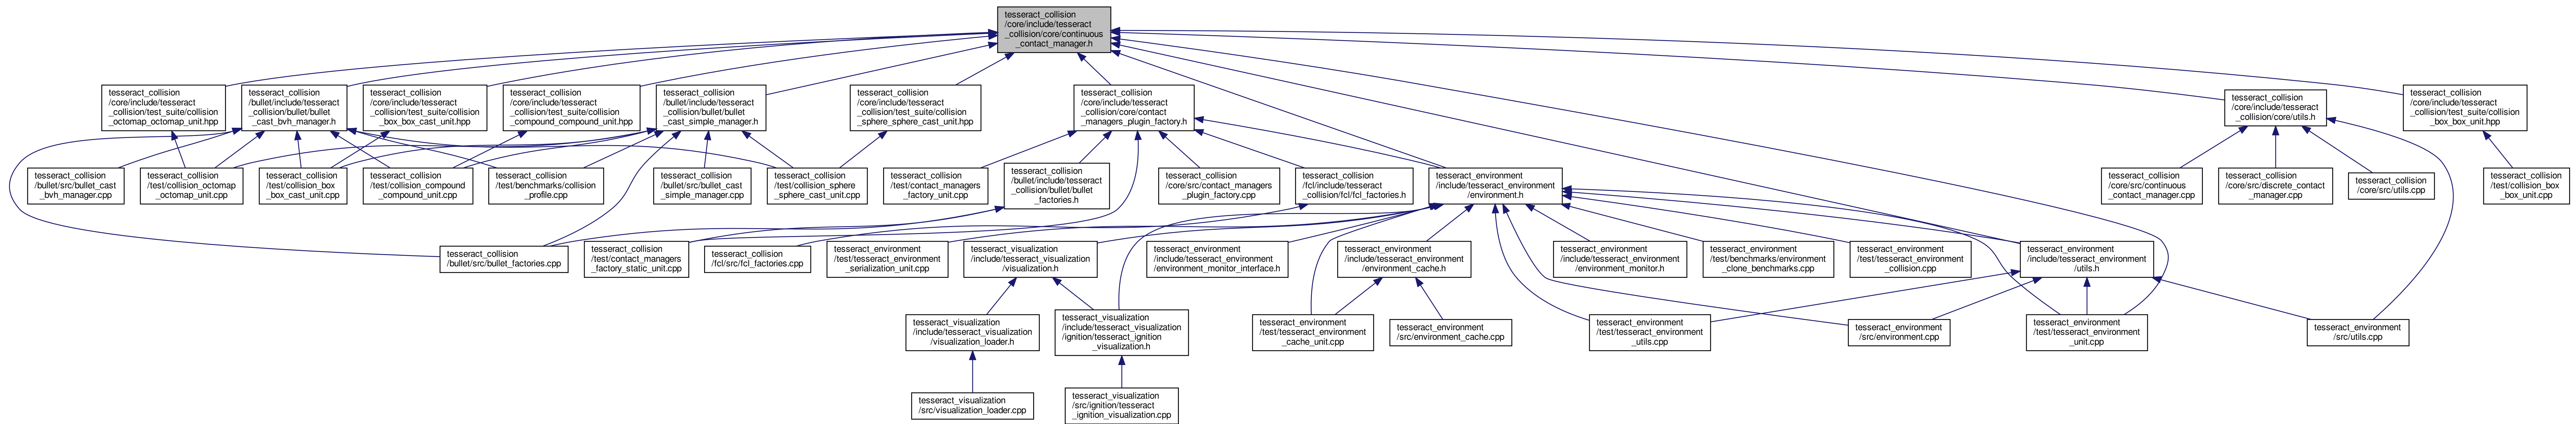 tesseract_collision
/core/include/tesseract
_collision/core/continuous
_contact_manager.h
tesseract_collision
/core/include/tesseract
_collision/test_suite/collision
_octomap_octomap_unit.hpp
tesseract_collision
/bullet/include/tesseract
_collision/bullet/bullet
_cast_bvh_manager.h
tesseract_collision
/core/include/tesseract
_collision/test_suite/collision
_box_box_cast_unit.hpp
tesseract_collision
/core/include/tesseract
_collision/test_suite/collision
_compound_compound_unit.hpp
tesseract_collision
/bullet/include/tesseract
_collision/bullet/bullet
_cast_simple_manager.h
tesseract_collision
/core/include/tesseract
_collision/test_suite/collision
_sphere_sphere_cast_unit.hpp
tesseract_collision
/core/include/tesseract
_collision/core/contact
_managers_plugin_factory.h
tesseract_collision
/core/include/tesseract
_collision/core/utils.h
tesseract_collision
/core/include/tesseract
_collision/test_suite/collision
_box_box_unit.hpp
tesseract_collision
/bullet/src/bullet_cast
_bvh_manager.cpp
tesseract_collision
/test/collision_octomap
_octomap_unit.cpp
tesseract_collision
/test/collision_box
_box_cast_unit.cpp
tesseract_collision
/test/collision_compound
_compound_unit.cpp
tesseract_collision
/test/benchmarks/collision
_profile.cpp
tesseract_collision
/bullet/src/bullet_cast
_simple_manager.cpp
tesseract_collision
/test/collision_sphere
_sphere_cast_unit.cpp
tesseract_collision
/test/contact_managers
_factory_unit.cpp
tesseract_collision
/bullet/include/tesseract
_collision/bullet/bullet
_factories.h
tesseract_collision
/core/src/contact_managers
_plugin_factory.cpp
tesseract_collision
/fcl/include/tesseract
_collision/fcl/fcl_factories.h
tesseract_environment
/include/tesseract_environment
/environment.h
tesseract_collision
/core/src/continuous
_contact_manager.cpp
tesseract_collision
/core/src/discrete_contact
_manager.cpp
tesseract_collision
/core/src/utils.cpp
tesseract_collision
/test/collision_box
_box_unit.cpp
tesseract_collision
/bullet/src/bullet_factories.cpp
tesseract_collision
/test/contact_managers
_factory_static_unit.cpp
tesseract_collision
/fcl/src/fcl_factories.cpp
tesseract_environment
/test/tesseract_environment
_serialization_unit.cpp
tesseract_visualization
/include/tesseract_visualization
/visualization.h
tesseract_environment
/include/tesseract_environment
/environment_monitor_interface.h
tesseract_environment
/include/tesseract_environment
/environment_cache.h
tesseract_environment
/include/tesseract_environment
/environment_monitor.h
tesseract_environment
/test/benchmarks/environment
_clone_benchmarks.cpp
tesseract_environment
/test/tesseract_environment
_collision.cpp
tesseract_environment
/include/tesseract_environment
/utils.h
tesseract_visualization
/include/tesseract_visualization
/visualization_loader.h
tesseract_visualization
/include/tesseract_visualization
/ignition/tesseract_ignition
_visualization.h
tesseract_environment
/test/tesseract_environment
_cache_unit.cpp
tesseract_environment
/src/environment_cache.cpp
tesseract_environment
/test/tesseract_environment
_utils.cpp
tesseract_environment
/src/environment.cpp
tesseract_environment
/test/tesseract_environment
_unit.cpp
tesseract_environment
/src/utils.cpp
tesseract_visualization
/src/visualization_loader.cpp
tesseract_visualization
/src/ignition/tesseract
_ignition_visualization.cpp